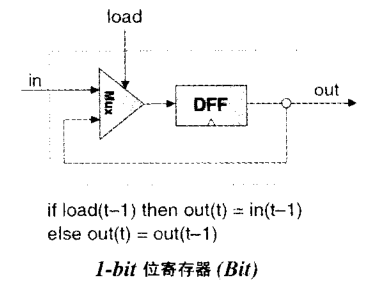 load
in
Mux
DFF
out
if load(t–1) then out(t) = in(t–1)
else out(t) = out(t–1)
1-bit 位寄存器 (Bit)